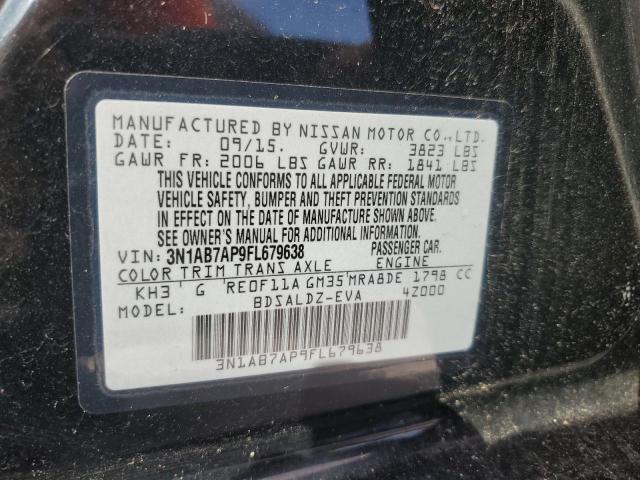 MANUFACTURED BY NISSAN MOTOR CO.,LTD.
DATE: 09/15. GVWR: 3823 LBS
GAWR FR: 2006 LBS GAWR RR: 1841 LBS
THIS VEHICLE CONFORMS TO ALL APPLICABLE FEDERAL MOTOR
VEHICLE SAFETY, BUMPER AND THEFT PREVENTION STANDARDS
IN EFFECT ON THE DATE OF MANUFACTURE SHOWN ABOVE.
SEE OWNER'S MANUAL FOR ADDITIONAL INFORMATION.
VIN: 3N1AB7AP9FL679638 PASSENGER CAR.
COLOR TRIM TRANS AXLE ENGINE
KH3' G 'RE0F11A GM35'MRA8DE 1798 CC
MODEL: BDSALDZ-EVA 4Z000
3N1AB7AP9FL679638